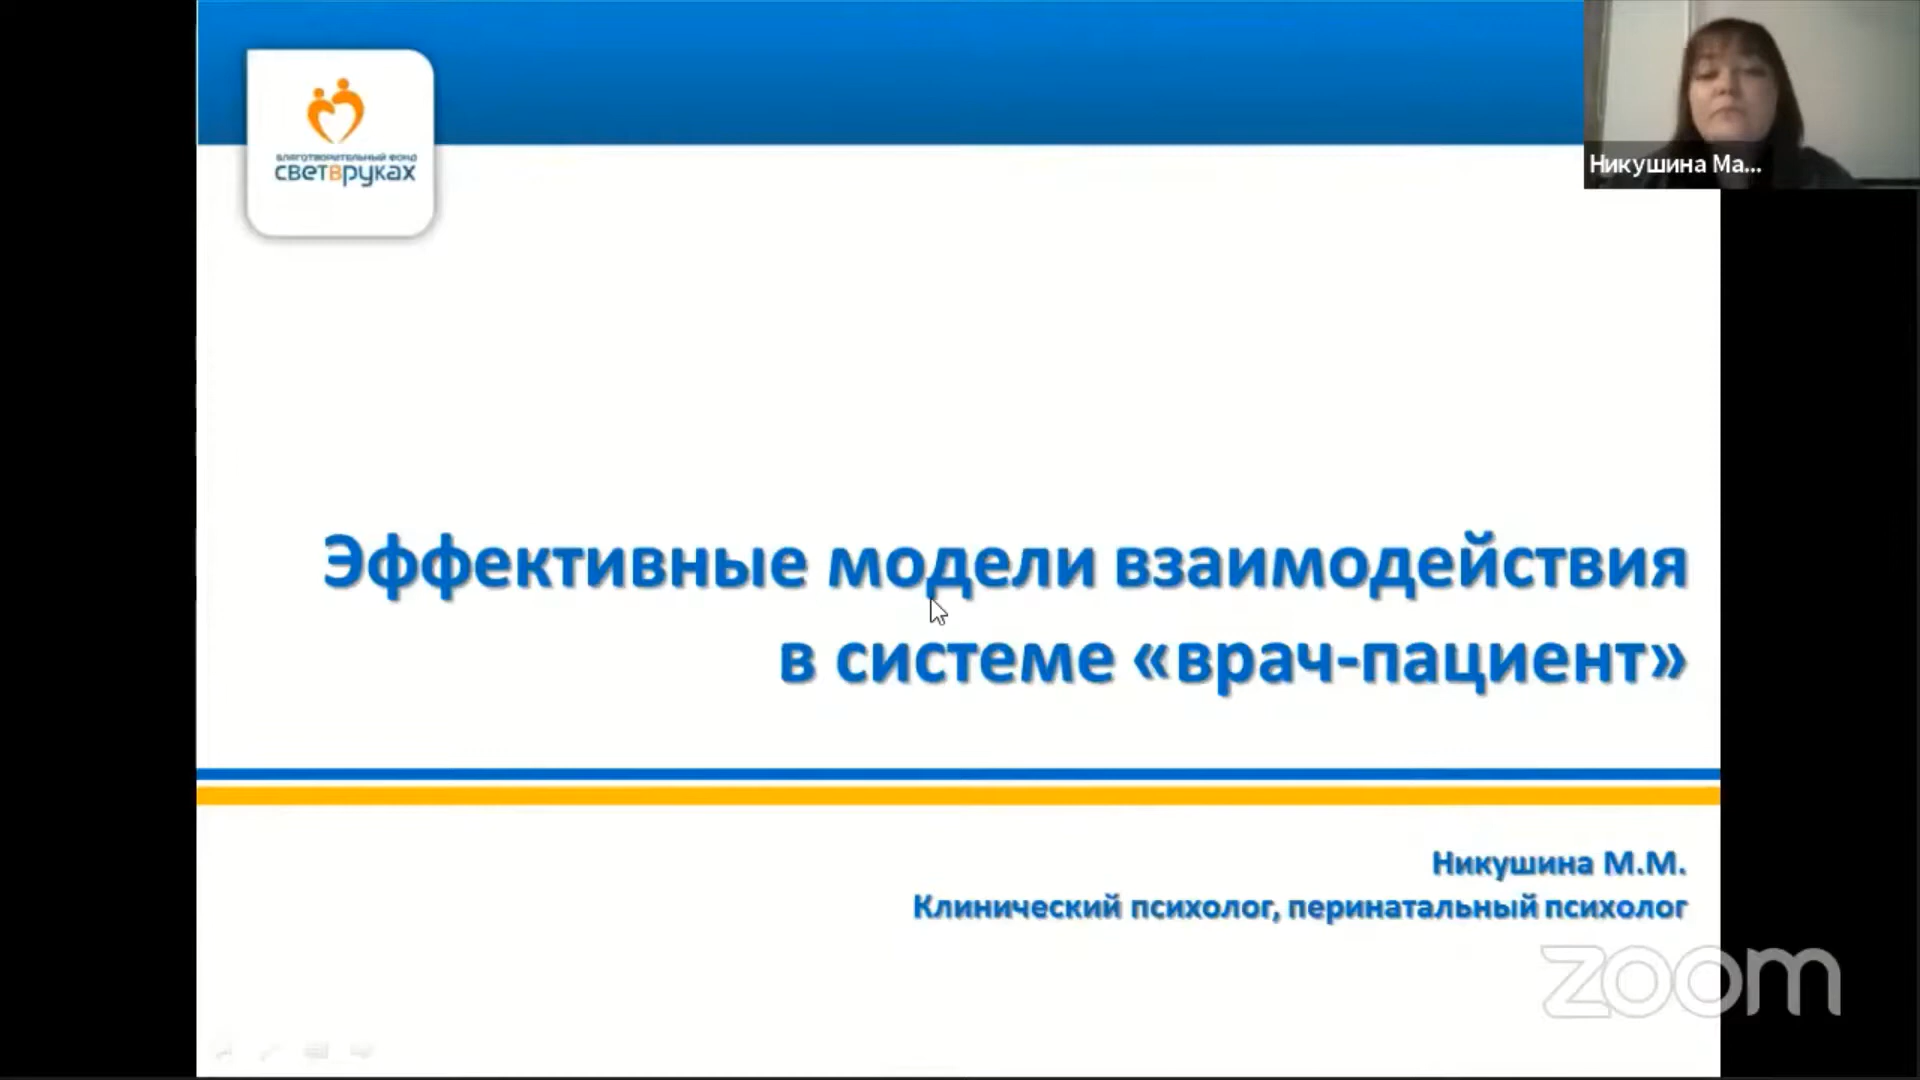 БЛАГОТВОРИТЕЛЬНЫЙ ФОНД
светвруках
Никушина Ма...
Эффективные модели взаимодействия
в системе «врач-пациент»
Никушина М.М.
Клинический психолог, перинатальный психолог
zoom